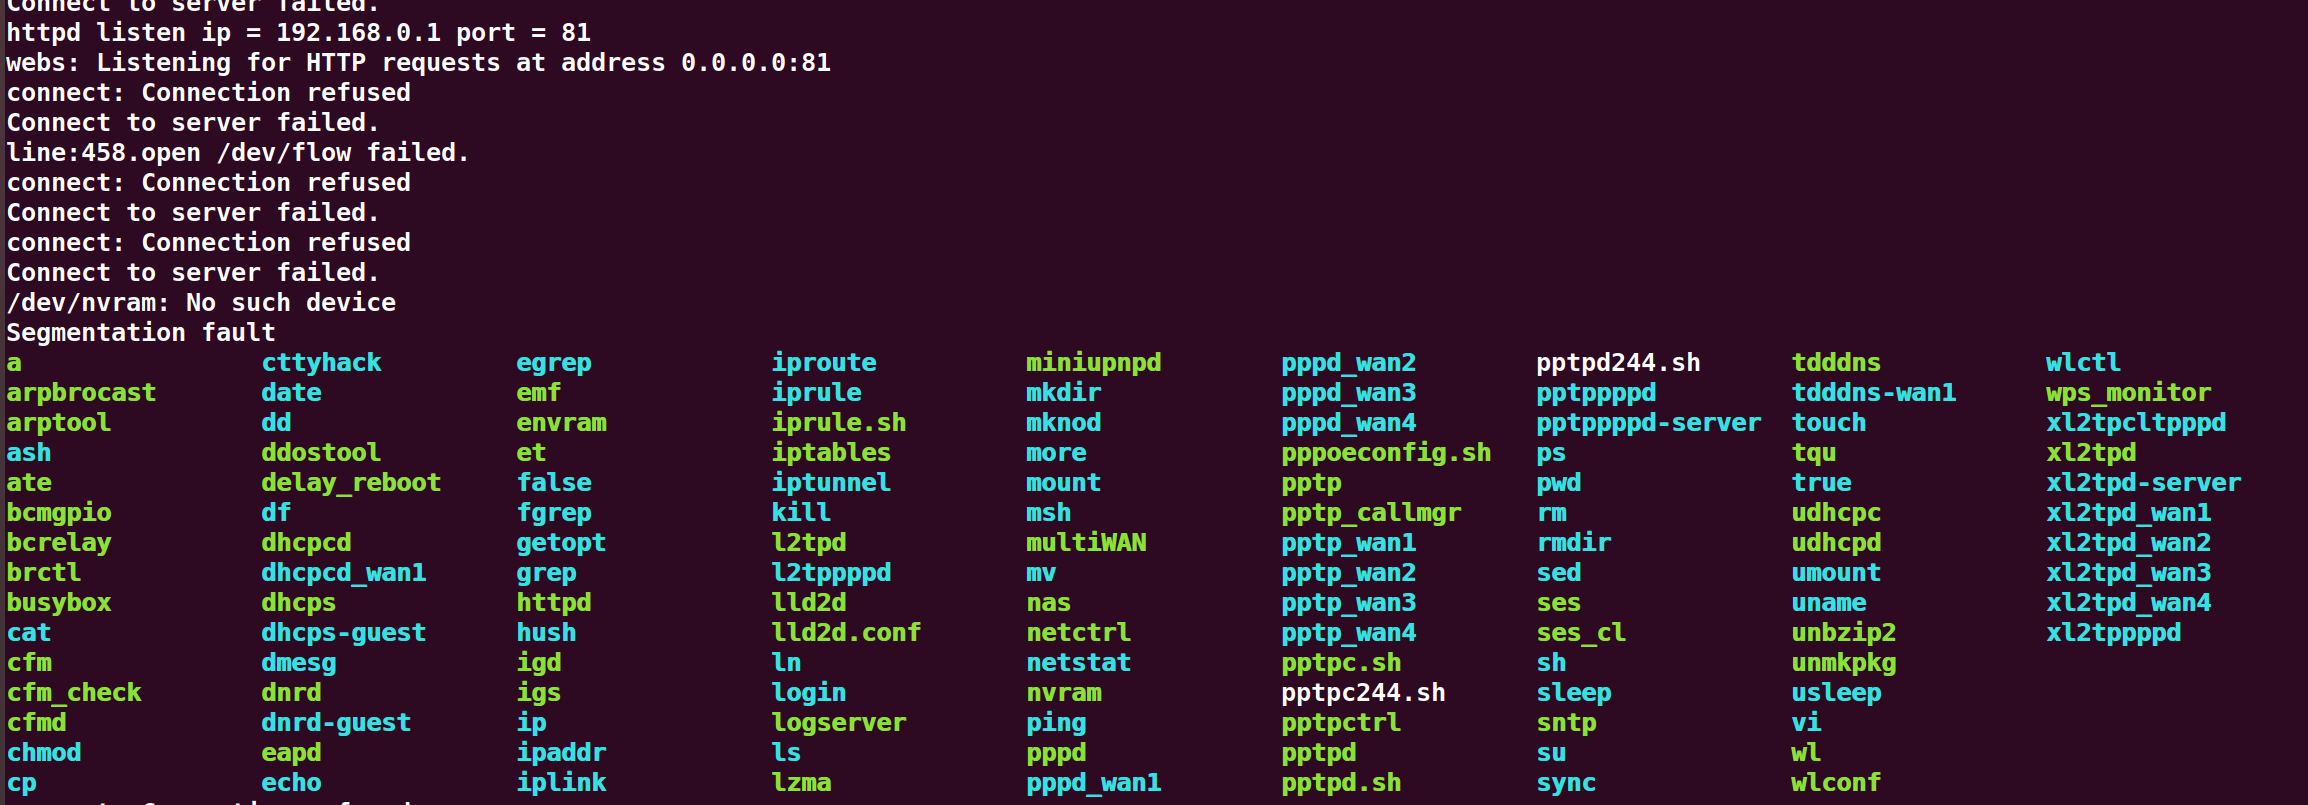 Connect to server failed.
httpd listen ip = 192.168.0.1 port = 81
webs: Listening for HTTP requests at address 0.0.0.0:81
connect: Connection refused
Connect to server failed.
line:458.open /dev/flow failed.
connect: Connection refused
Connect to server failed.
connect: Connection refused
Connect to server failed.
/dev/nvram: No such device
Segmentation fault
a cttyhack egrep iproute miniupnpd pppd_wan2 pptpd244.sh tdddns wlctl
arpbrocast date emf iprule mkdir pppd_wan3 pptppppd tdddns-wan1 wps_monitor
arptool dd envram iprule.sh mknod pppd_wan4 pptppppd-server touch xl2tpcltpppd
ash ddostool et iptables more pppoeconfig.sh ps tqu xl2tpd
ate delay_reboot false iptunnel mount pptp pwd true xl2tpd-server
bcmgpio df fgrep kill msh pptp_callmgr rm udhcpc xl2tpd_wan1
bcrelay dhcpcd getopt l2tpd multiWAN pptp_wan1 rmdir udhcpd xl2tpd_wan2
brctl dhcpcd_wan1 grep l2tppppd mv pptp_wan2 sed umount xl2tpd_wan3
busybox dhcps httpd lld2d nas pptp_wan3 ses uname xl2tpd_wan4
cat dhcps-guest hush lld2d.conf netctrl pptp_wan4 ses_cl unbzip2 xl2tppppd
cfm dmesg igd ln netstat pptpc.sh sh unmkpkg
cfm_check dnrd igs login nvram pptpc244.sh sleep usleep
cfmd dnrd-guest ip logserver ping pptpctrl sntp vi
chmod eapd ipaddr ls pppd pptpd su wl
cp echo iplink lzma pppd_wan1 pptpd.sh sync wlconf